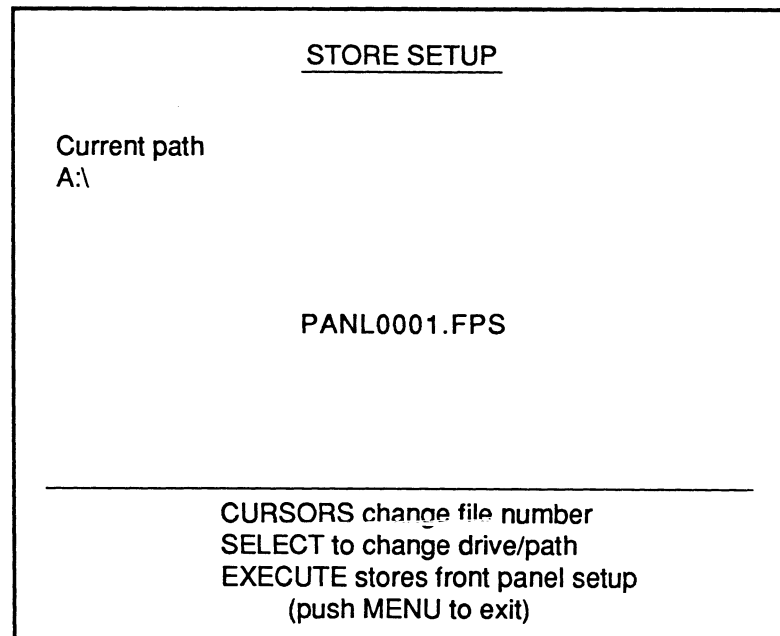 STORE SETUP
Current path
A:\
PANL0001.FPS
CURSORS change file number
SELECT to change drive/path
EXECUTE stores front panel setup
(push MENU to exit)